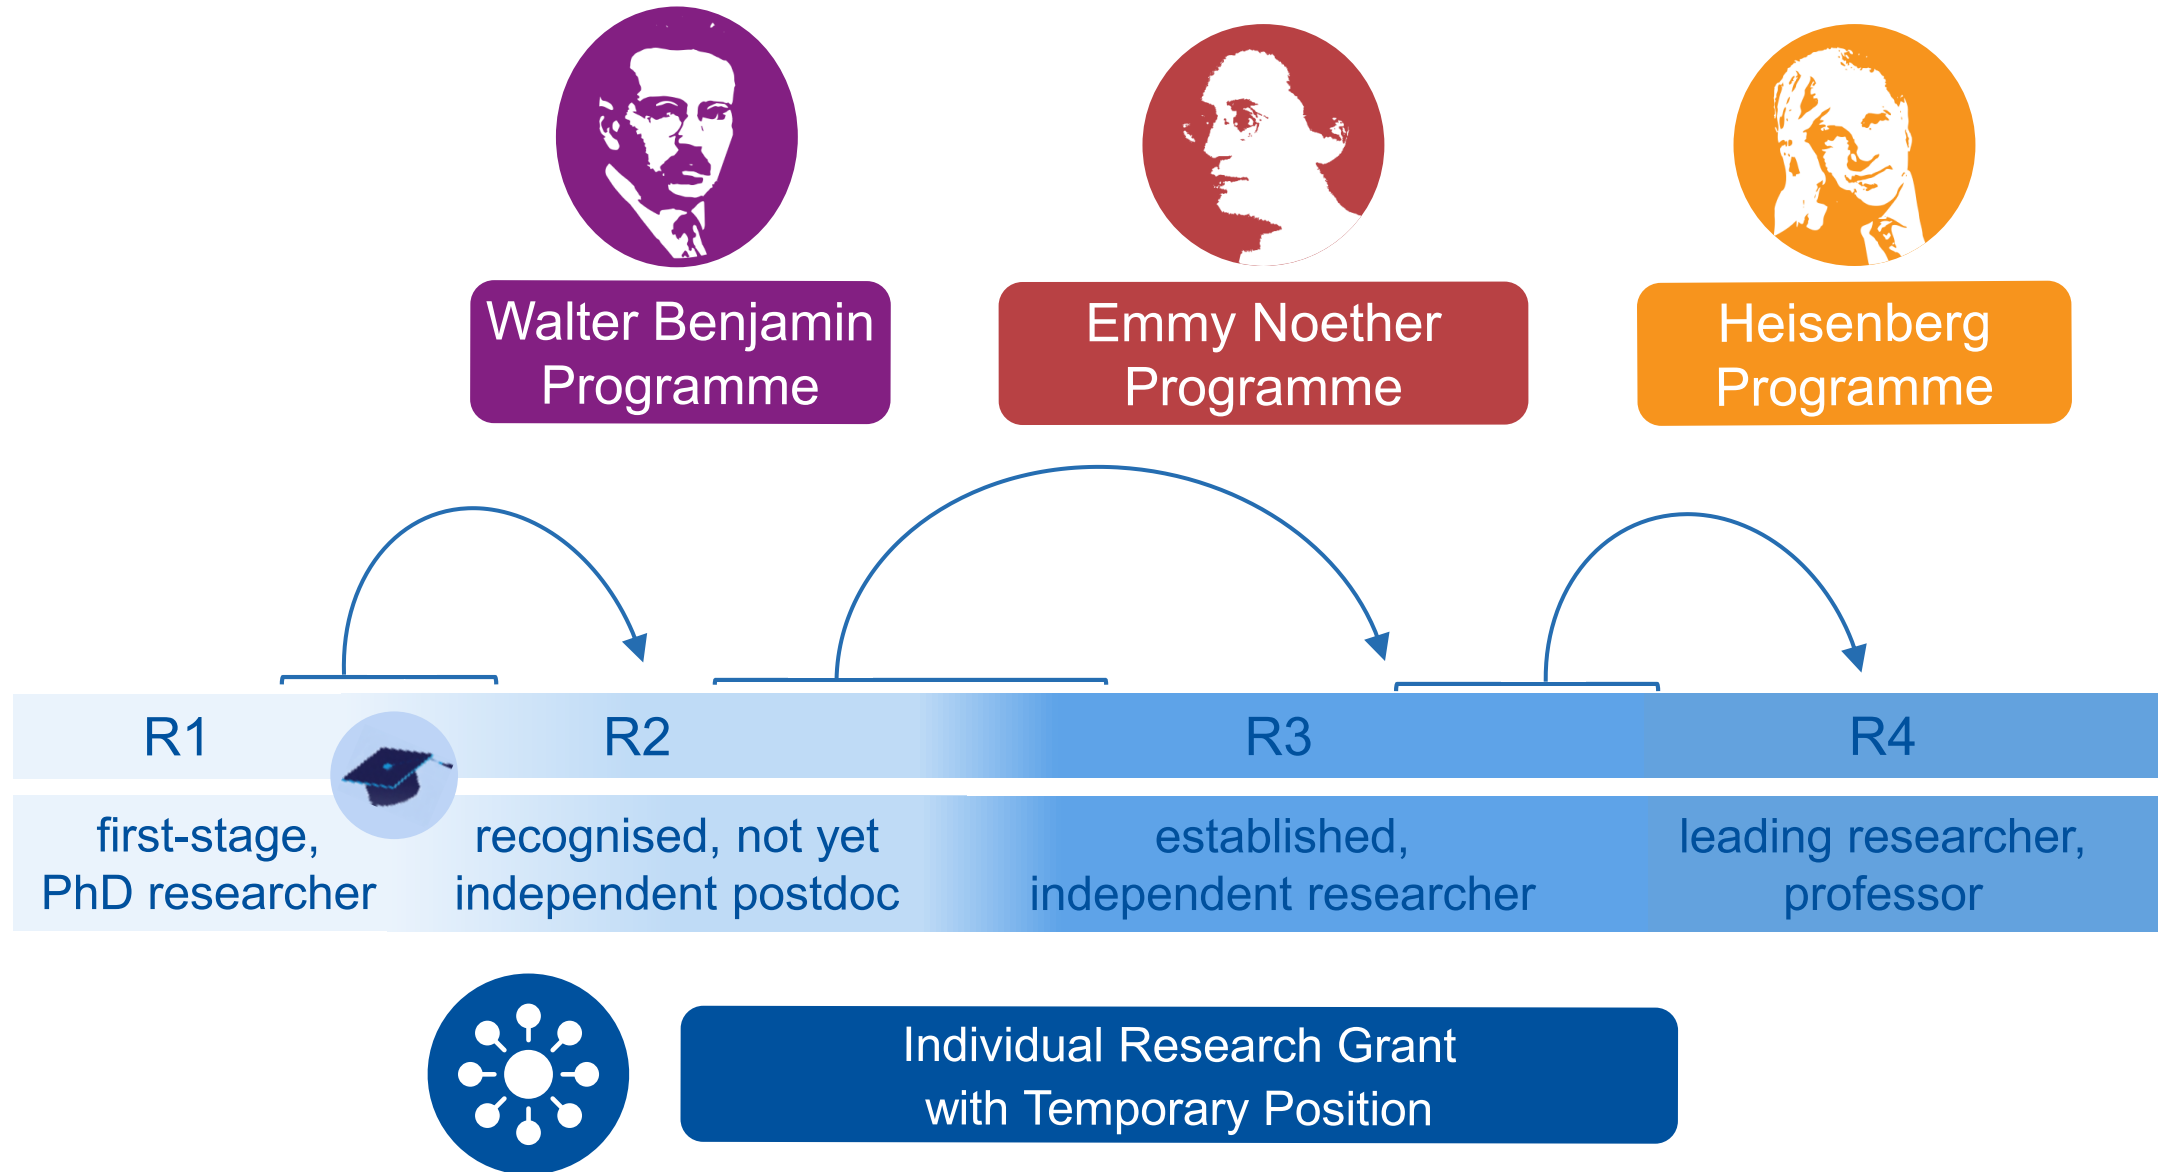 Walter Benjamin
Programme
Emmy Noether
Programme
Heisenberg
Programme
R1
R2
R3
R4
first-stage,
PhD researcher
recognised, not yet
independent postdoc
established,
independent researcher
leading researcher,
professor
Individual Research Grant
with Temporary Position